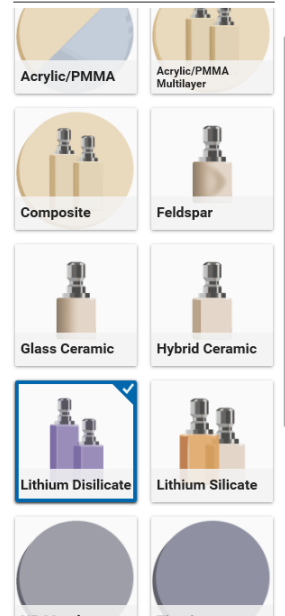 Acrylic/PMMA
Acrylic/PMMA
Multilayer
Composite
Feldspar
Glass Ceramic
Hybrid Ceramic
Lithium Disilicate
Lithium Silicate